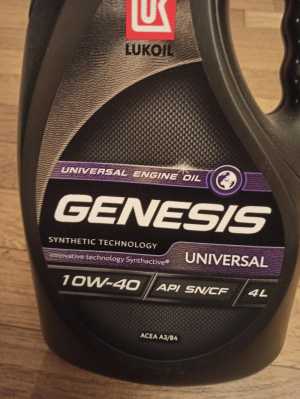 LUKOIL
UNIVERSAL ENGINE OIL
GENESIS
SYNTHETIC TECHNOLOGY
innovative technology Synthactive®
UNIVERSAL
10W-40 API SN/CF 4L
ACEA A3/B4